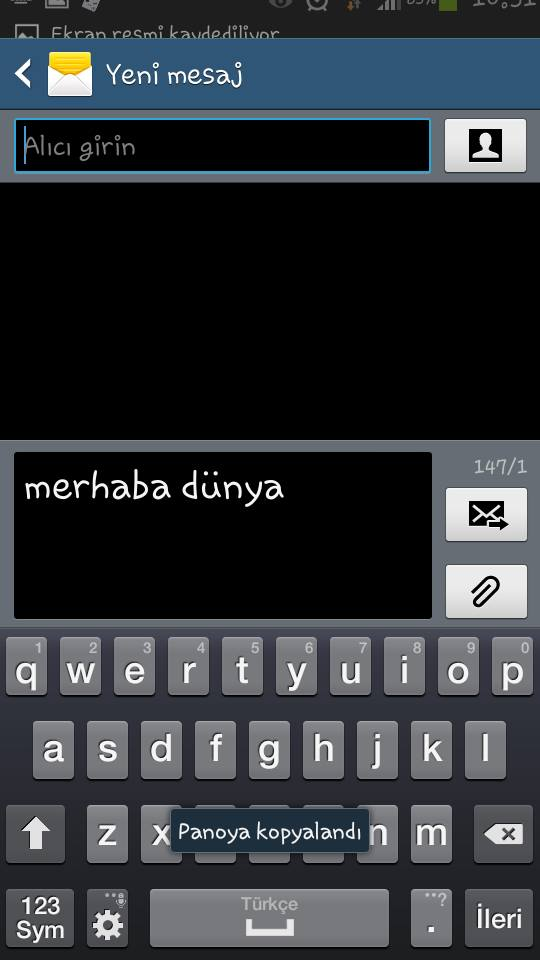 Ekran resmi kaydediliyor
Yeni mesaj
Alıcı girin
147/1
merhaba dünya
1 2 3 4 5 6 7 8 9 0
q w e r t y u i o p
a s d f g h j k l
z x n m
Panoya kopyalandı
123
Sym
Türkçe
...?
.
İleri